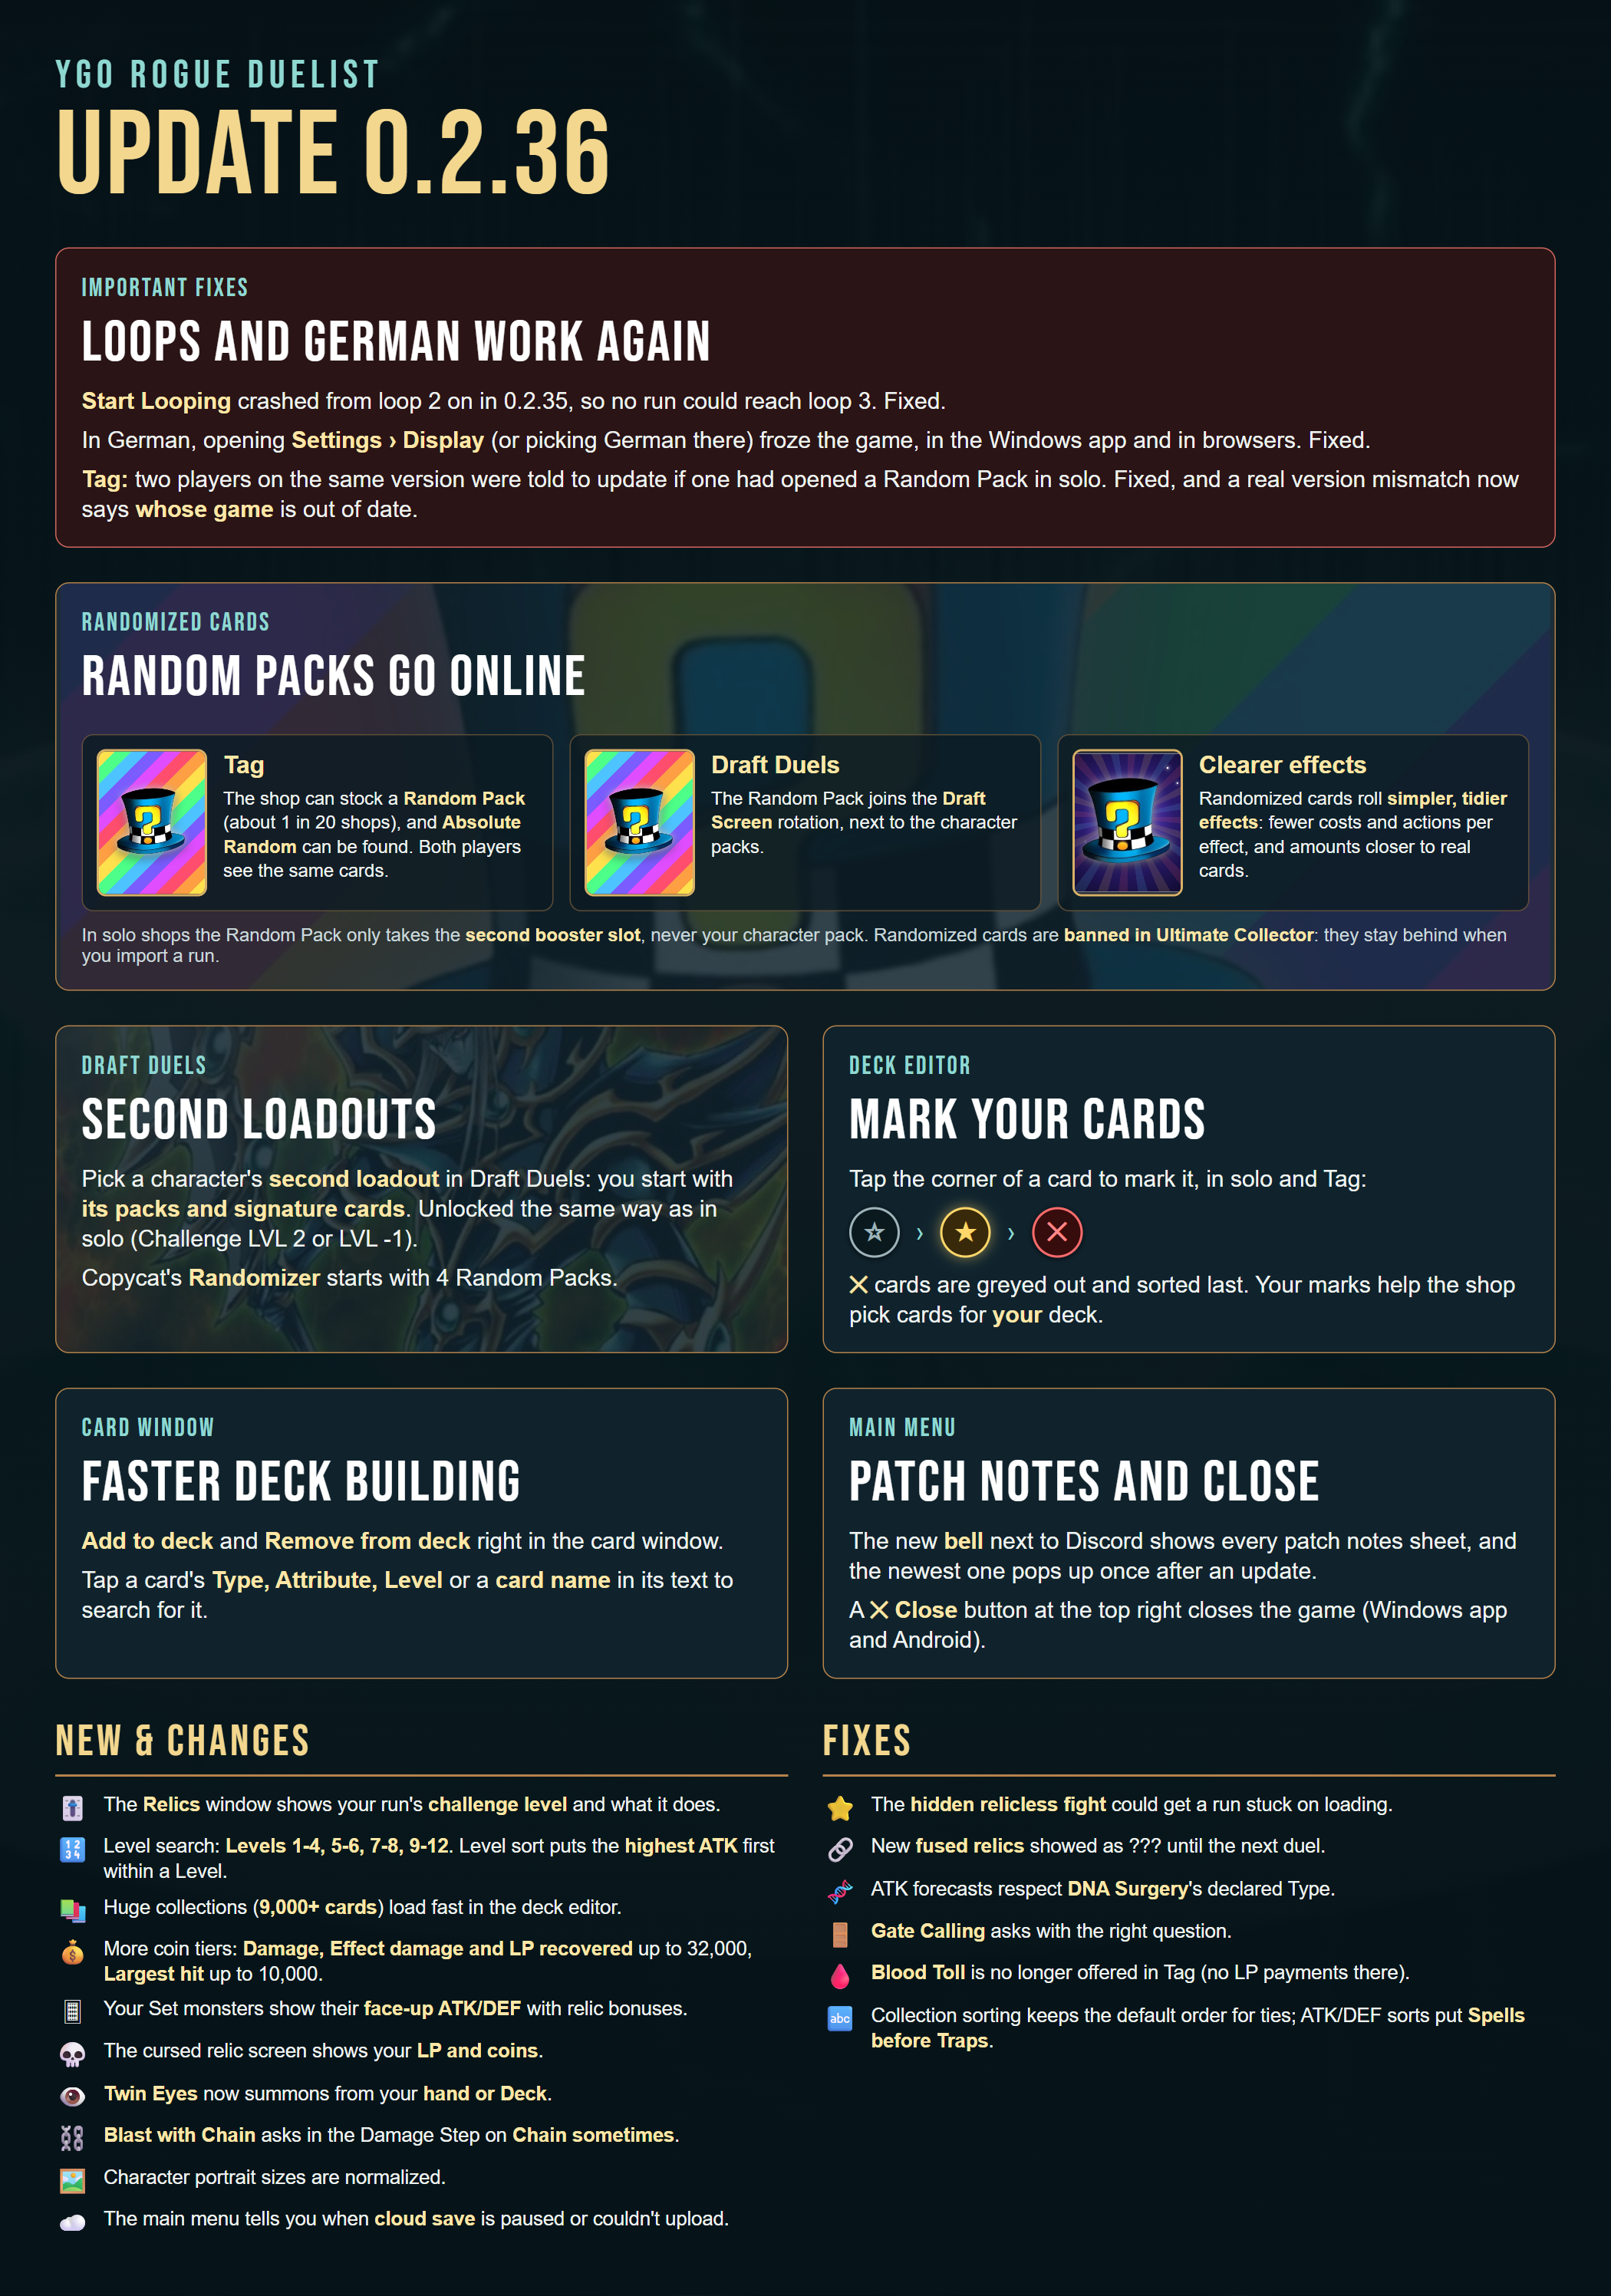 YGO ROGUE DUELIST
UPDATE 0.2.36
IMPORTANT FIXES
LOOPS AND GERMAN WORK AGAIN
Start Looping crashed from loop 2 on in 0.2.35, so no run could reach loop 3. Fixed.
In German, opening Settings › Display (or picking German there) froze the game, in the Windows app and in browsers. Fixed.
Tag: two players on the same version were told to update if one had opened a Random Pack in solo. Fixed, and a real version mismatch now
says whose game is out of date.
RANDOMIZED CARDS
RANDOM PACKS GO ONLINE
Tag
The shop can stock a Random Pack
(about 1 in 20 shops), and Absolute
Random can be found. Both players
see the same cards.
Draft Duels
The Random Pack joins the Draft
Screen rotation, next to the character
packs.
Clearer effects
Randomized cards roll simpler, tidier
effects: fewer costs and actions per
effect, and amounts closer to real
cards.
In solo shops the Random Pack only takes the second booster slot, never your character pack. Randomized cards are banned in Ultimate Collector: they stay behind when
you import a run.
DRAFT DUELS
SECOND LOADOUTS
Pick a character's second loadout in Draft Duels: you start with
its packs and signature cards. Unlocked the same way as in
solo (Challenge LVL 2 or LVL -1).
Copycat's Randomizer starts with 4 Random Packs.
DECK EDITOR
MARK YOUR CARDS
Tap the corner of a card to mark it, in solo and Tag:
☆ › ★ › ✕
✕ cards are greyed out and sorted last. Your marks help the shop
pick cards for your deck.
CARD WINDOW
FASTER DECK BUILDING
Add to deck and Remove from deck right in the card window.
Tap a card's Type, Attribute, Level or a card name in its text to
search for it.
MAIN MENU
PATCH NOTES AND CLOSE
The new bell next to Discord shows every patch notes sheet, and
the newest one pops up once after an update.
A ✕ Close button at the top right closes the game (Windows app
and Android).
NEW & CHANGES
The Relics window shows your run's challenge level and what it does.
Level search: Levels 1-4, 5-6, 7-8, 9-12. Level sort puts the highest ATK first
within a Level.
Huge collections (9,000+ cards) load fast in the deck editor.
More coin tiers: Damage, Effect damage and LP recovered up to 32,000,
Largest hit up to 10,000.
Your Set monsters show their face-up ATK/DEF with relic bonuses.
The cursed relic screen shows your LP and coins.
Twin Eyes now summons from your hand or Deck.
Blast with Chain asks in the Damage Step on Chain sometimes.
Character portrait sizes are normalized.
The main menu tells you when cloud save is paused or couldn't upload.
FIXES
The hidden relicless fight could get a run stuck on loading.
New fused relics showed as ??? until the next duel.
ATK forecasts respect DNA Surgery's declared Type.
Gate Calling asks with the right question.
Blood Toll is no longer offered in Tag (no LP payments there).
Collection sorting keeps the default order for ties; ATK/DEF sorts put Spells
before Traps.